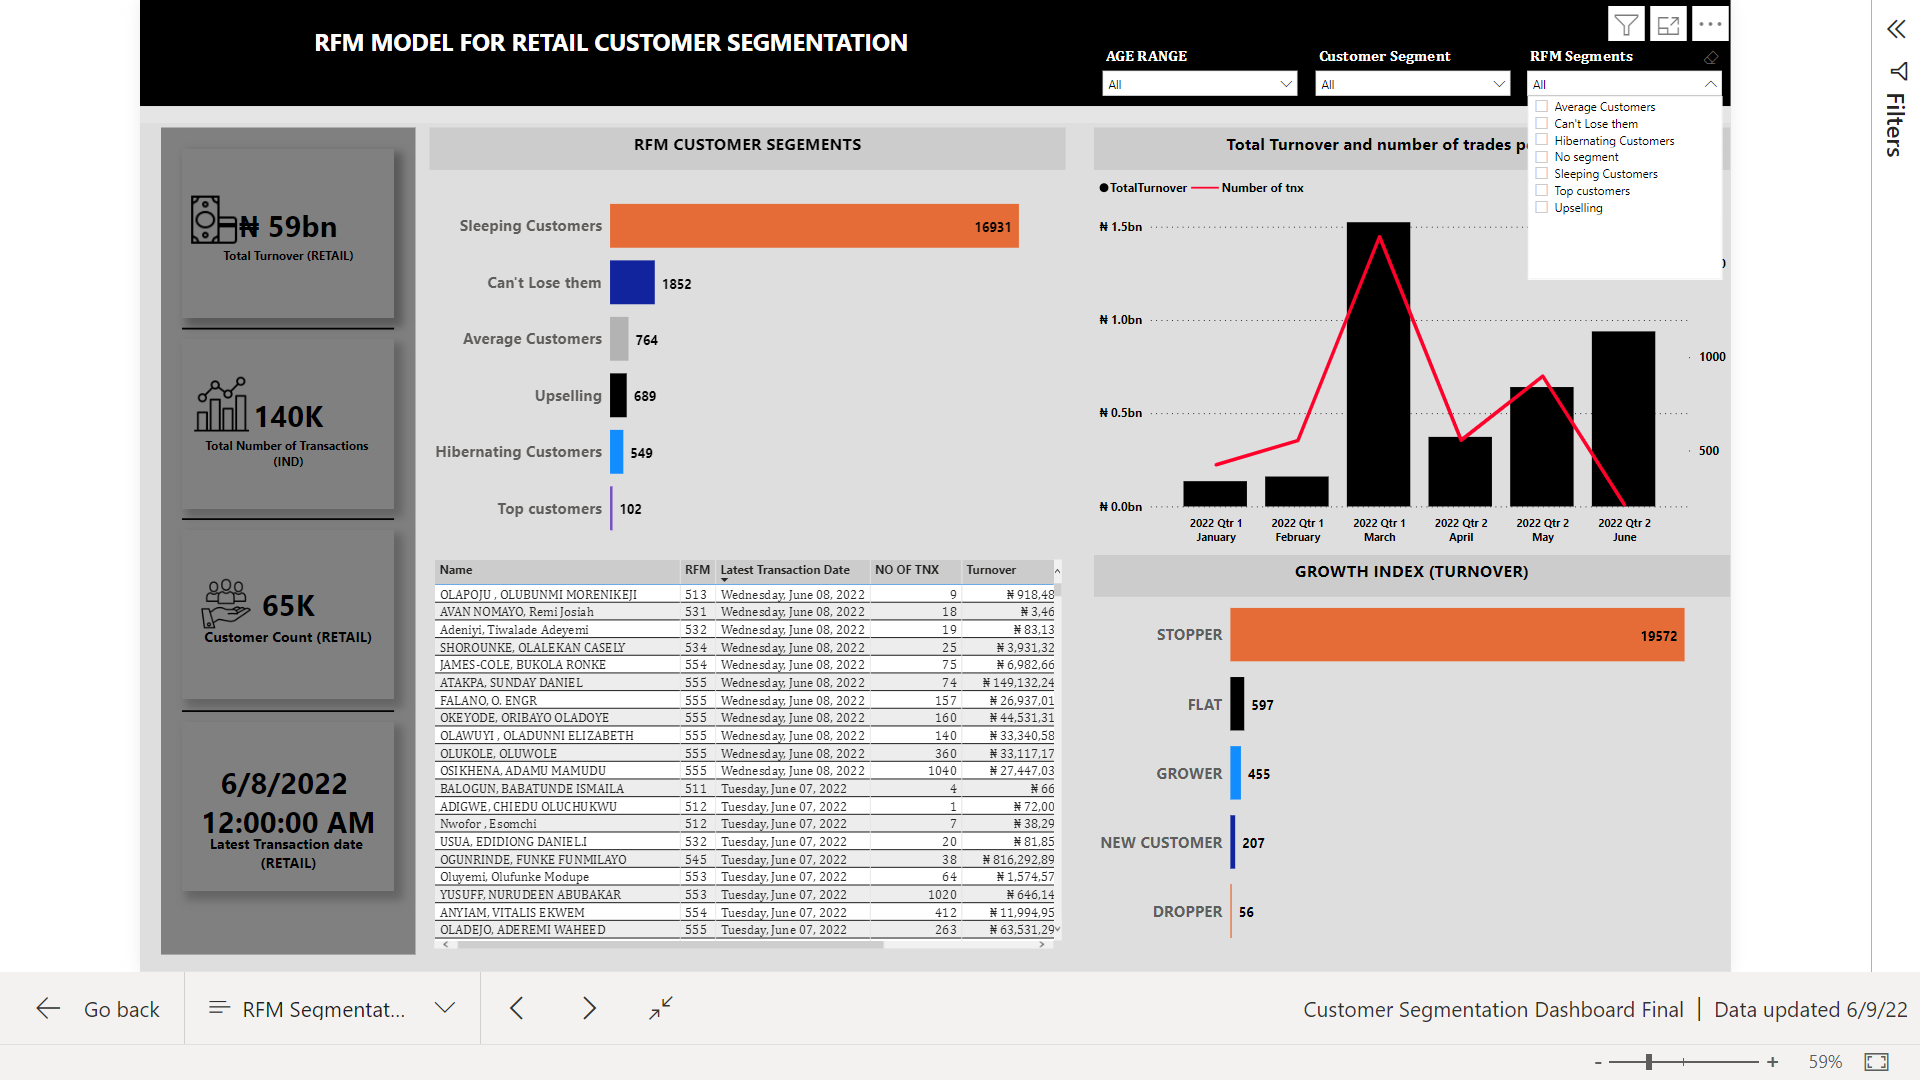 RFM MODEL FOR RETAIL CUSTOMER SEGMENTATION
AGE RANGE
All
Customer Segment
All
RFM Segments
All
Average Customers
Can't Lose them
Hibernating Customers
No segment
Sleeping Customers
Top customers
Upselling
Filters
₦ 59bn
Total Turnover (RETAIL)
140K
Total Number of Transactions
(IND)
65K
Customer Count (RETAIL)
6/8/2022
12:00:00 AM
Latest Transaction date
(RETAIL)
RFM CUSTOMER SEGEMENTS
Sleeping Customers 16931
Can't Lose them 1852
Average Customers 764
Upselling 689
Hibernating Customers 549
Top customers 102
Name RFM Latest Transaction Date NO OF TNX Turnover
OLAPOJU , OLUBUNMI MORENIKEJI 513 Wednesday, June 08, 2022 9 ₦ 918,48
AVAN NOMAYO, Remi Josiah 531 Wednesday, June 08, 2022 18 ₦ 3,46
Adeniyi, Tiwalade Adeyemi 532 Wednesday, June 08, 2022 19 ₦ 83,13
SHOROUNKE, OLALEKAN CASELY 534 Wednesday, June 08, 2022 25 ₦ 3,931,32
JAMES-COLE, BUKOLA RONKE 554 Wednesday, June 08, 2022 75 ₦ 6,982,66
ATAKPA, SUNDAY DANIEL 555 Wednesday, June 08, 2022 74 ₦ 149,132,24
FALANO, O. ENGR 555 Wednesday, June 08, 2022 157 ₦ 26,937,01
OKEYODE, ORIBAYO OLADOYE 555 Wednesday, June 08, 2022 160 ₦ 44,531,31
OLAWUYI , OLADUNNI ELIZABETH 555 Wednesday, June 08, 2022 140 ₦ 33,340,58
OLUKOLE, OLUWOLE 555 Wednesday, June 08, 2022 360 ₦ 33,117,17
OSIKHENA, ADAMU MAMUDU 555 Wednesday, June 08, 2022 1040 ₦ 27,447,03
BALOGUN, BABATUNDE ISMAILA 511 Tuesday, June 07, 2022 4 ₦ 66
ADIGWE, CHIEDU OLUCHUKWU 512 Tuesday, June 07, 2022 1 ₦ 72,00
Nwofor , Esomchi 512 Tuesday, June 07, 2022 7 ₦ 38,29
USUA, EDIDIONG DANIEL.I 532 Tuesday, June 07, 2022 20 ₦ 81,85
OGUNRINDE, FUNKE FUNMILAYO 545 Tuesday, June 07, 2022 38 ₦ 816,292,89
Oluyemi, Olufunke Modupe 553 Tuesday, June 07, 2022 64 ₦ 1,574,57
YUSUFF, NURUDEEN ABUBAKAR 553 Tuesday, June 07, 2022 1020 ₦ 646,14
ANYIAM, VITALIS EKWEM 554 Tuesday, June 07, 2022 412 ₦ 11,994,95
OLADEJO, ADEREMI WAHEED 555 Tuesday, June 07, 2022 263 ₦ 63,531,29
Total Turnover and number of trades p
TotalTurnover Number of tnx
₦ 1.5bn
₦ 1.0bn
₦ 0.5bn
₦ 0.0bn
1000
500
2022 Qtr 1 2022 Qtr 1 2022 Qtr 1 2022 Qtr 2 2022 Qtr 2 2022 Qtr 2
January February March April May June
GROWTH INDEX (TURNOVER)
STOPPER 19572
FLAT 597
GROWER 455
NEW CUSTOMER 207
DROPPER 56
Go back
RFM Segmentat...
Customer Segmentation Dashboard Final | Data updated 6/9/22
- + 59%